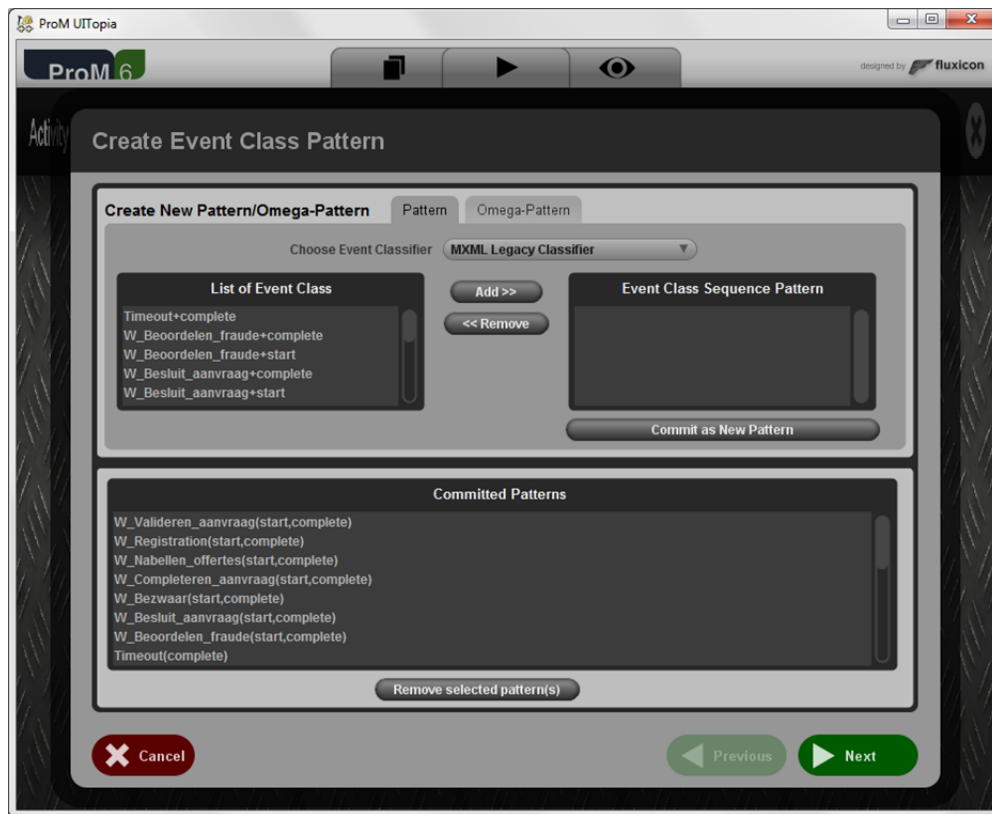 ProM UITopia
ProM 6
designed by fluxicon
Activity
Create Event Class Pattern
Create New Pattern/Omega-Pattern
Pattern
Omega-Pattern
Choose Event Classifier
MXML Legacy Classifier
List of Event Class
Timeout+complete
W_Beoordelen_fraude+complete
W_Beoordelen_fraude+start
W_Besluit_aanvraag+complete
W_Besluit_aanvraag+start
Add >>
<< Remove
Event Class Sequence Pattern
Commit as New Pattern
Committed Patterns
W_Valideren_aanvraag(start,complete)
W_Registration(start,complete)
W_Nabellen_offertes(start,complete)
W_Completeren_aanvraag(start,complete)
W_Bezwaar(start,complete)
W_Besluit_aanvraag(start,complete)
W_Beoordelen_fraude(start,complete)
Timeout(complete)
Remove selected pattern(s)
Cancel
Previous
Next